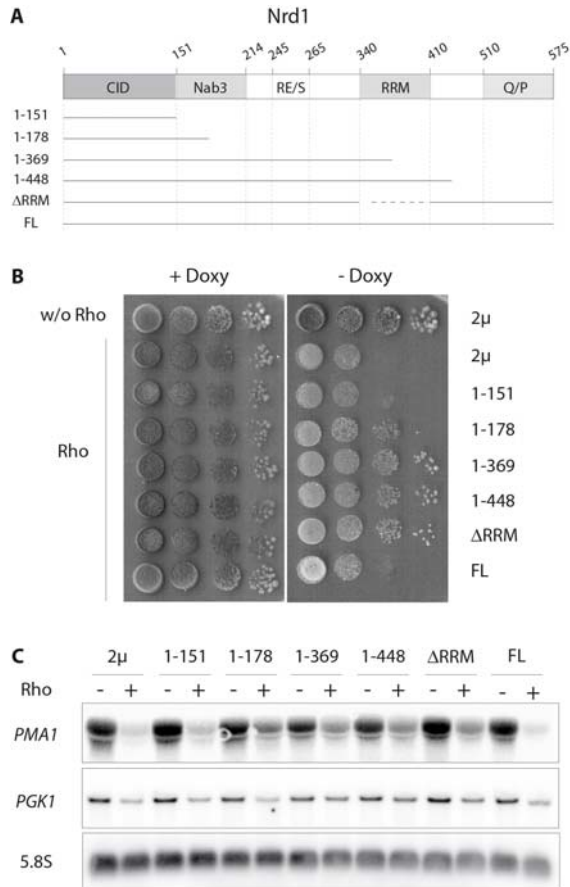 A
Nrd1
1 151 214 245 265 340 410 510 575
CID Nab3 RE/S RRM Q/P
1-151
1-178
1-369
1-448
ΔRRM
FL
B
+ Doxy - Doxy
w/o Rho 2μ
2μ
1-151
1-178
Rho
1-369
1-448
ΔRRM
FL
C
2μ 1-151 1-178 1-369 1-448 ΔRRM FL
Rho - + - + - + - + - + - + - +
PMA1
PGK1
5.8S